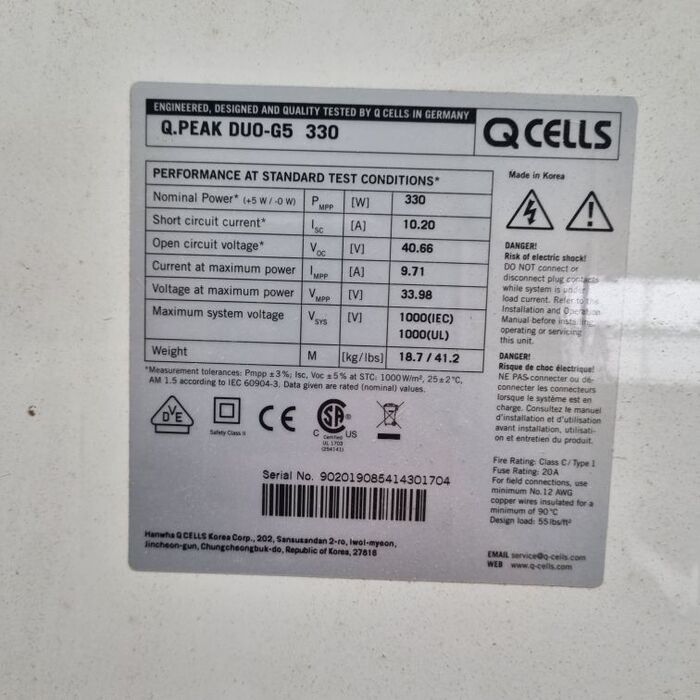 ENGINEERED, DESIGNED AND QUALITY TESTED BY Q CELLS IN GERMANY
Q.PEAK DUO-G5 330
Q CELLS
PERFORMANCE AT STANDARD TEST CONDITIONS*
Nominal Power* (+5 W / -0 W) PMPP [W] 330
Short circuit current* ISC [A] 10.20
Open circuit voltage* VOC [V] 40.66
Current at maximum power IMPP [A] 9.71
Voltage at maximum power VMPP [V] 33.98
Maximum system voltage VSYS [V] 1000(IEC)
1000(UL)
Weight M [kg/lbs] 18.7 / 41.2
*Measurement tolerances: Pmpp ±3%; Isc, Voc ±5% at STC: 1000W/m², 25±2°C,
AM 1.5 according to IEC 60904-3. Data given are rated (nominal) values.
DVE
Safety Class II
CE
SA
C US
Certified
UL 1703
(254141)
Serial No. 902019085414301704
Hanwha Q CELLS Korea Corp., 202, Sansusandan 2-ro, Iwol-myeon,
Jincheon-gun, Chungcheongbuk-do, Republic of Korea, 27816
Made in Korea
DANGER!
Risk of electric shock!
DO NOT connect or
disconnect plug contacts
while system is under
load current. Refer to the
Installation and Operation
Manual before installing,
operating or servicing
this unit.
DANGER!
Risque de choc électrique!
NE PAS connecter ou dé-
connecter les connecteurs
lorsque le système est en
charge. Consultez le manuel
d'installation et d'utilisation
avant installation, utilisati-
on et entretien du produit.
Fire Rating: Class C / Type 1
Fuse Rating: 20A
For field connections, use
minimum No.12 AWG
copper wires insulated for a
minimum of 90°C
Design load: 55 lbs/ft²
EMAIL service@q-cells.com
WEB www.q-cells.com